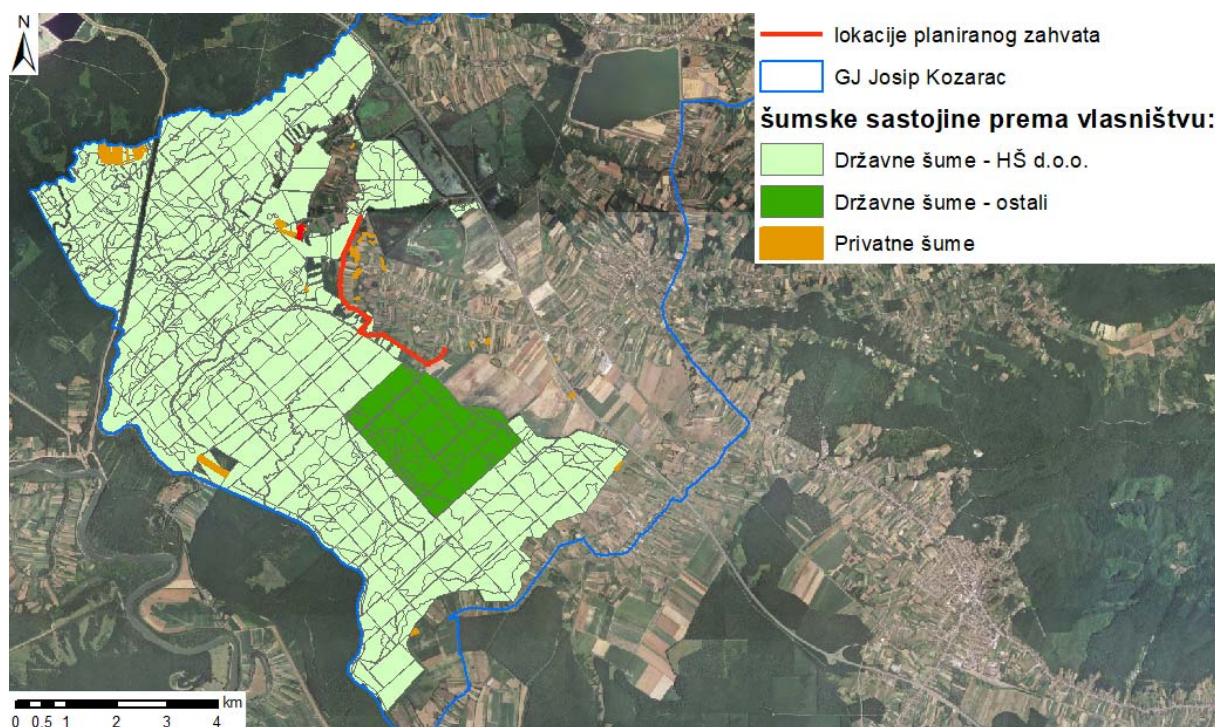 N
lokacije planiranog zahvata
GJ Josip Kozarac
šumske sastojine prema vlasništvu:
Državne šume - HŠ d.o.o.
Državne šume - ostali
Privatne šume
km
0 0.5 1 2 3 4